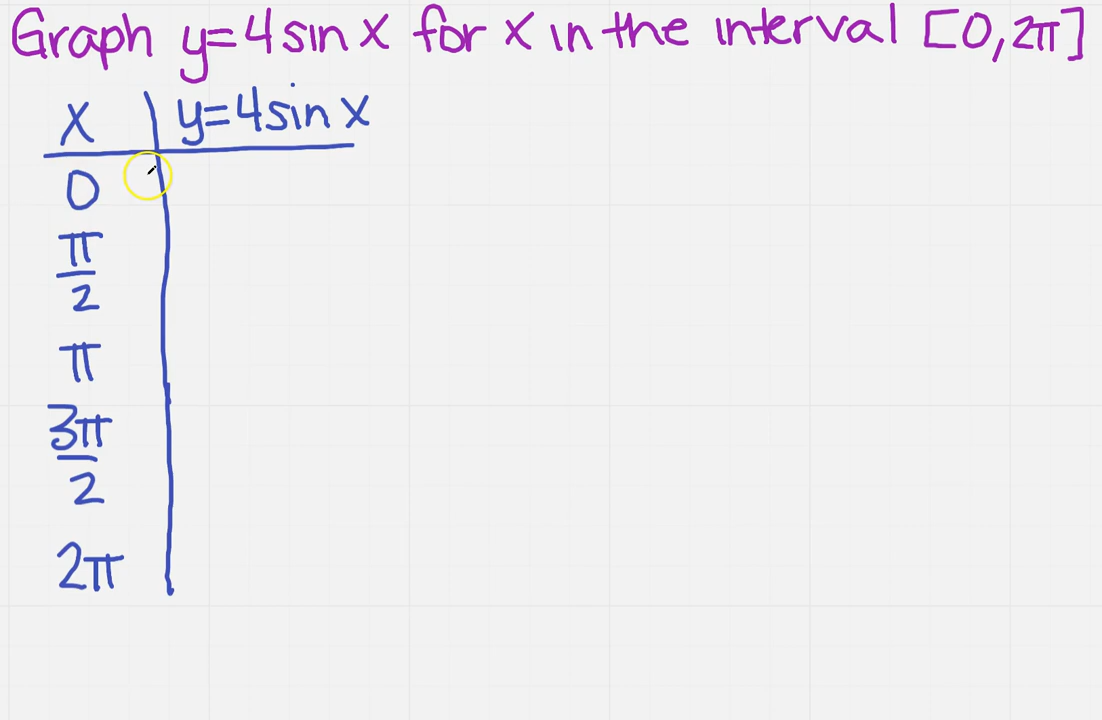 Graph y=4sin x for x in the interval [0,2π]
x y=4sin x
0
π/2
π
3π/2
2π